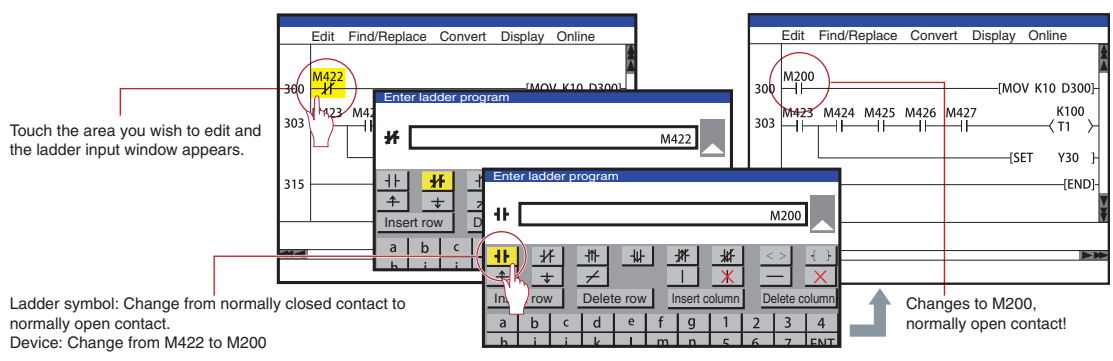 Edit Find/Replace Convert Display Online
M422
300
[MOV K10 D300]
M423
303
315
Touch the area you wish to edit and
the ladder input window appears.
Enter ladder program
M422
Insert row
a b c
Enter ladder program
M200
< > { }
row Delete row Insert column Delete column
a b c d e f g 1 2 3 4
h i j k l m n 5 6 7 ENT
Ladder symbol: Change from normally closed contact to
normally open contact.
Device: Change from M422 to M200
Edit Find/Replace Convert Display Online
M200
300 [MOV K10 D300]
M423 M424 M425 M426 M427 K100
303 T1
[SET Y30 ]
[END]
Changes to M200,
normally open contact!